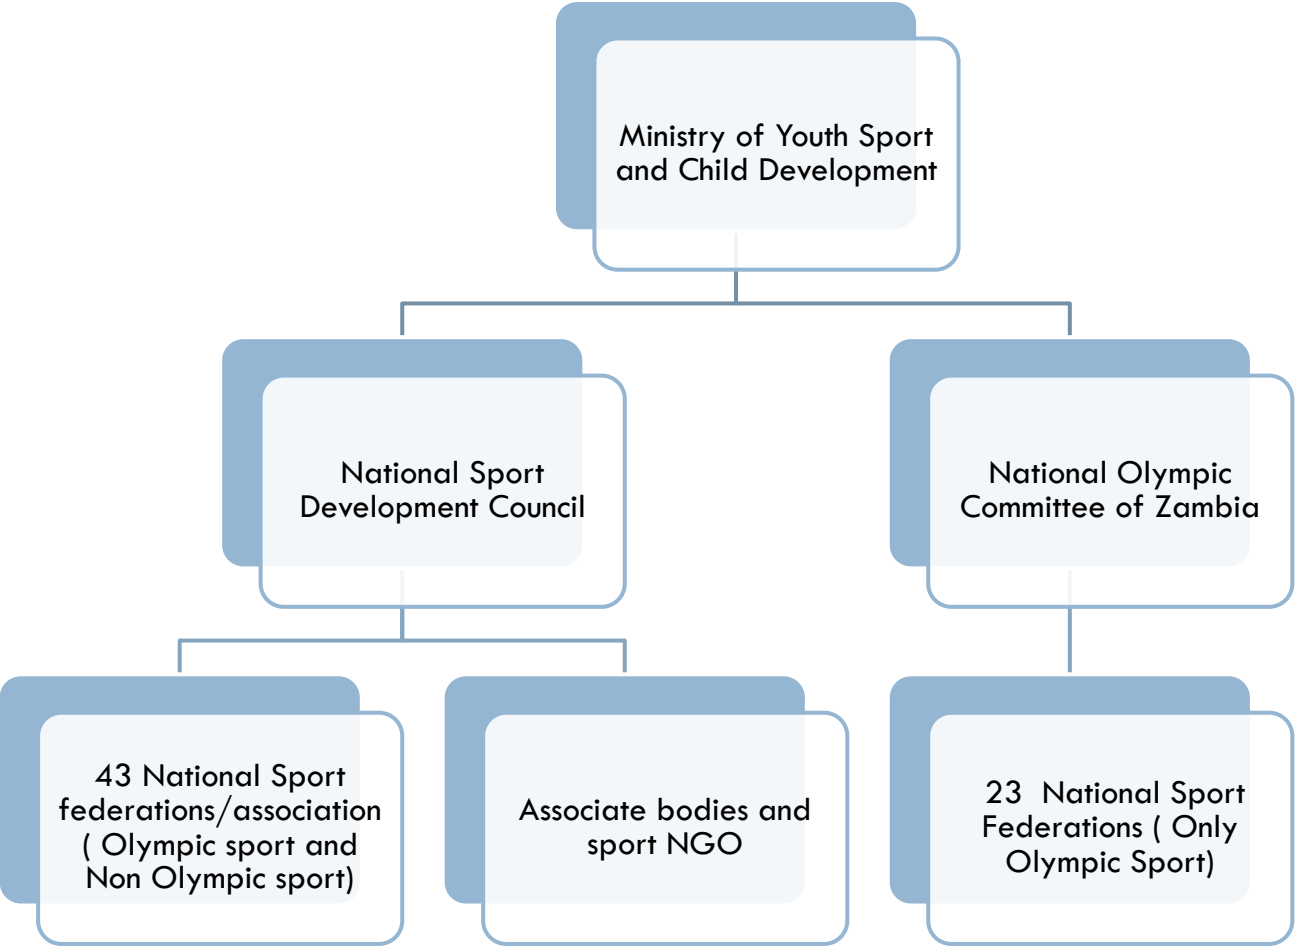 Ministry of Youth Sport
and Child Development
National Sport
Development Council
National Olympic
Committee of Zambia
43 National Sport
federations/association
( Olympic sport and
Non Olympic sport)
Associate bodies and
sport NGO
23  National Sport
Federations ( Only
Olympic Sport)